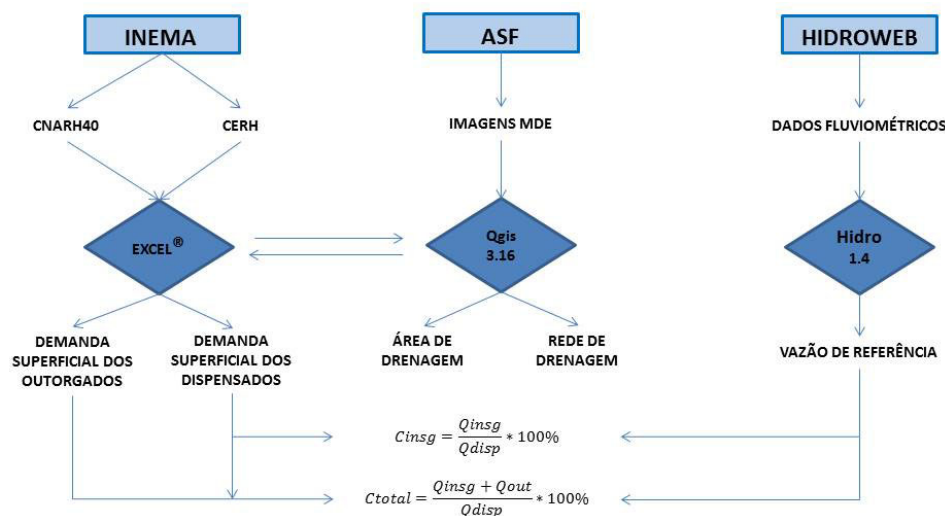 INEMA
ASF
HIDROWEB
CNARH40
CERH
IMAGENS MDE
DADOS FLUVIOMÉTRICOS
EXCEL®
Qgis
3.16
Hidro
1.4
DEMANDA
SUPERFICIAL DOS
OUTORGADOS
DEMANDA
SUPERFICIAL DOS
DISPENSADOS
ÁREA DE
DRENAGEM
REDE DE
DRENAGEM
VAZÃO DE REFERÊNCIA
Cinsg = Qinsg / Qdisp * 100%
Ctotal = Qinsg + Qout / Qdisp * 100%